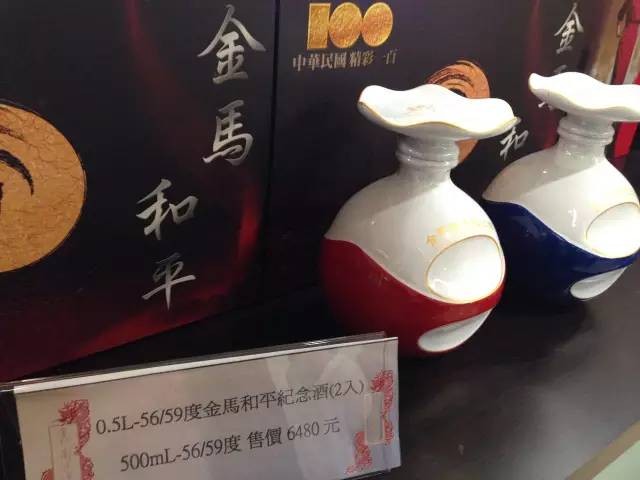 金馬
和平
100
中華民國 精彩一百
和
0.5L-56/59度金馬和平紀念酒(2入)
500mL-56/59度 售價 6480 元